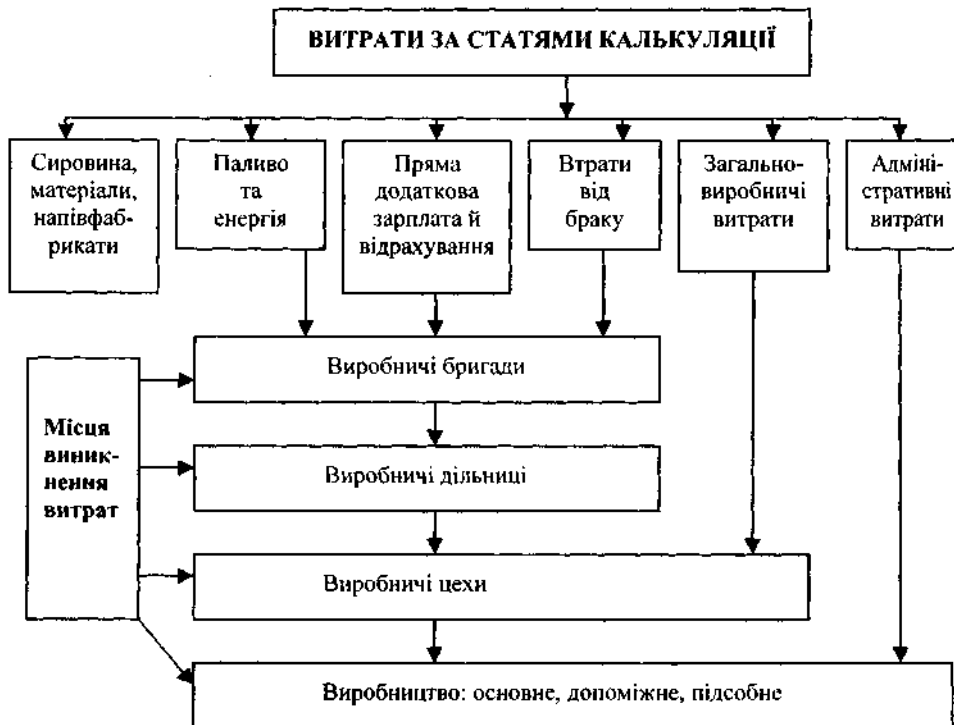 ВИТРАТИ ЗА СТАТЯМИ КАЛЬКУЛЯЦІЇ
Сировина,
матеріали,
напівфаб-
рикати
Паливо
та
енергія
Пряма
додаткова
зарплата й
відрахування
Втрати
від
браку
Загально-
виробничі
витрати
Адміні-
стративні
витрати
Виробничі бригади
Місця
виник-
нення
витрат
Виробничі дільниці
Виробничі цехи
Виробництво: основне, допоміжне, підсобне